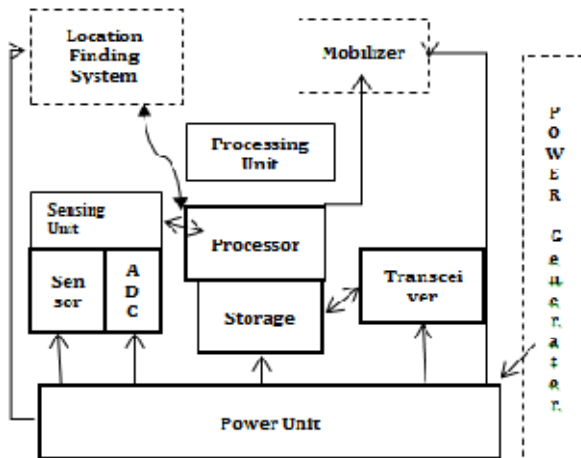 Location
Finding
System
Mobilizer
Processing
Unit
Sensing
Unit
Processor
Sen
sor
A
D
C
Storage
Transcei
ver
Power Unit
P
O
W
E
R
G
e
n
e
r
a
t
o
r